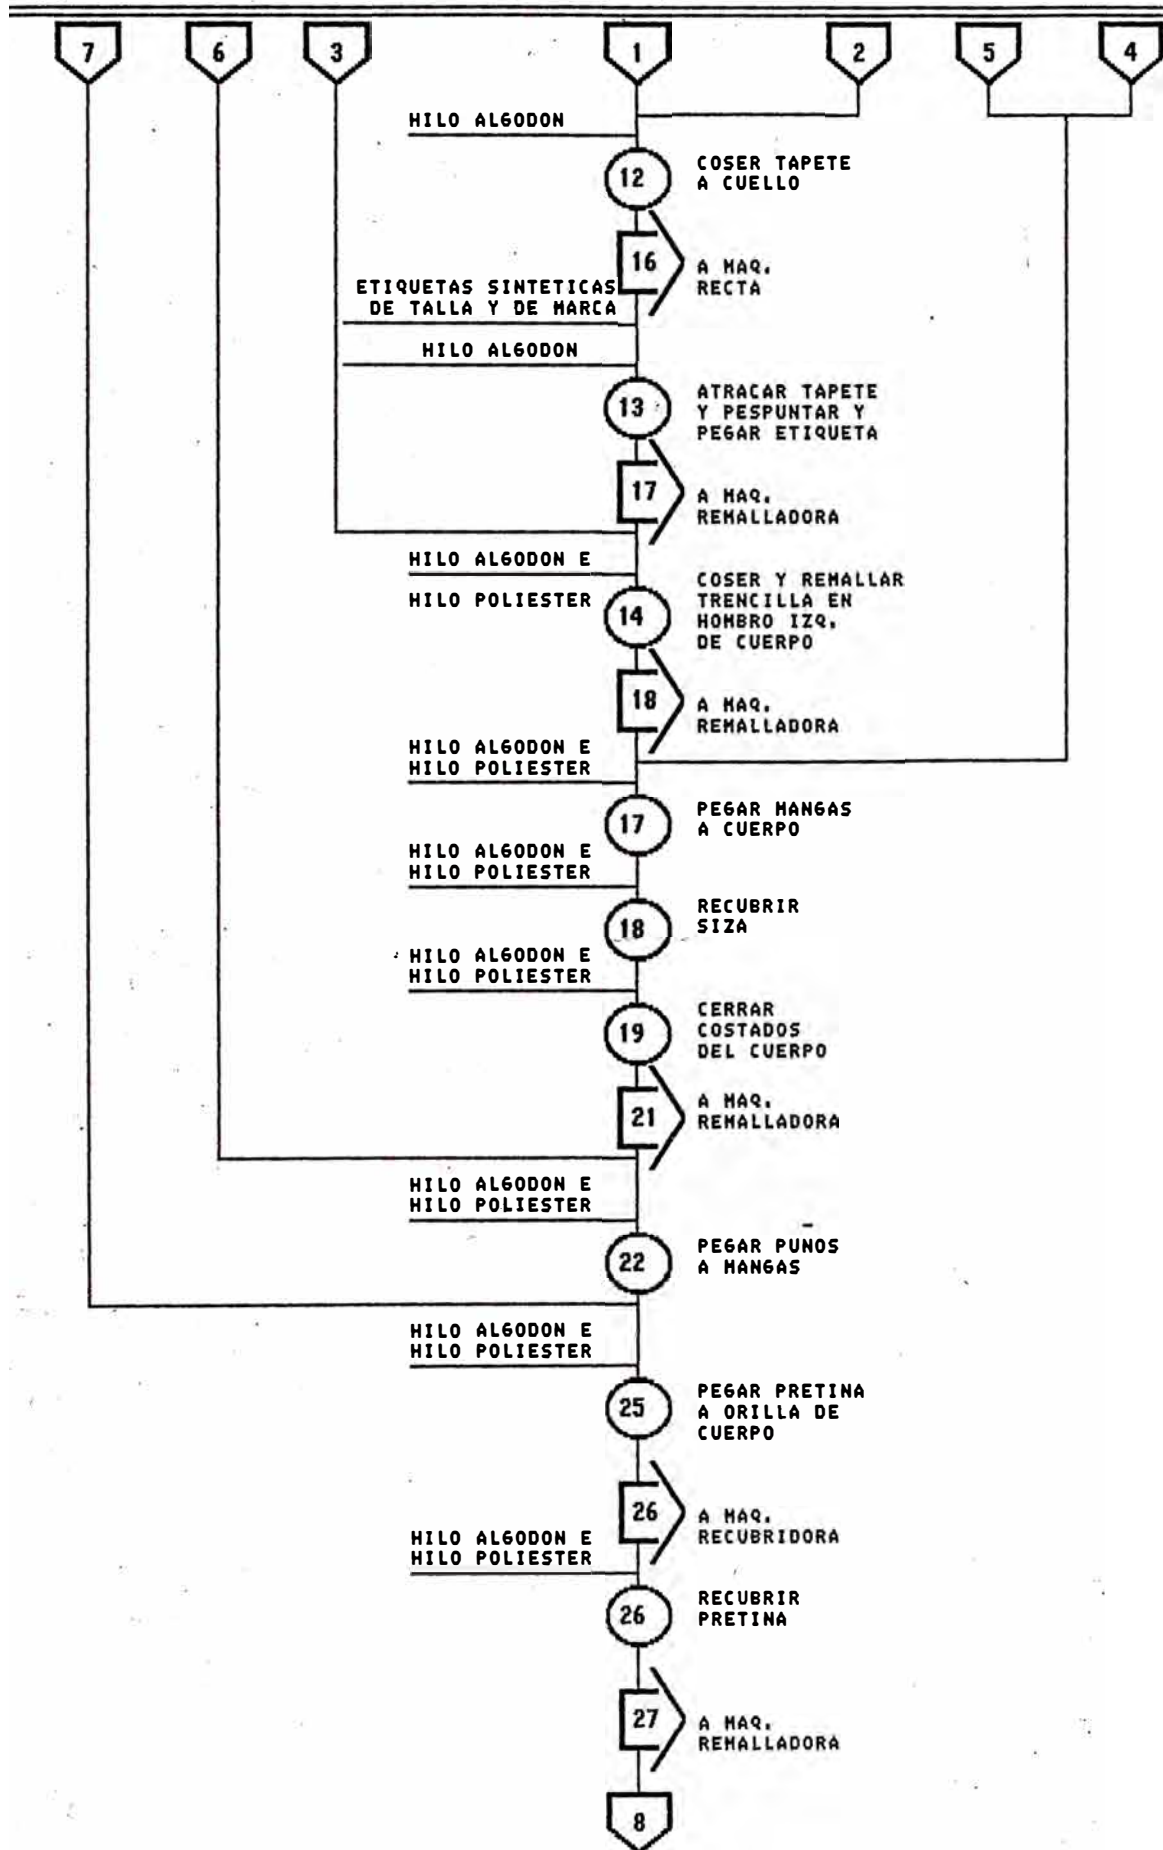 7 6 3 1 2 5 4
HILO ALGODON
12
COSER TAPETE
A CUELLO
16
A MAQ.
RECTA
ETIQUETAS SINTETICAS
DE TALLA Y DE MARCA
HILO ALGODON
13
ATRACAR TAPETE
Y PESPUNTAR Y
PEGAR ETIQUETA
17
A MAQ.
REMALLADORA
HILO ALGODON E
HILO POLIESTER
14
COSER Y REMALLAR
TRENCILLA EN
HOMBRO IZQ.
DE CUERPO
18
A MAQ.
REMALLADORA
HILO ALGODON E
HILO POLIESTER
17
PEGAR MANGAS
A CUERPO
HILO ALGODON E
HILO POLIESTER
18
RECUBRIR
SIZA
HILO ALGODON E
HILO POLIESTER
19
CERRAR
COSTADOS
DEL CUERPO
21
A MAQ.
REMALLADORA
HILO ALGODON E
HILO POLIESTER
22
PEGAR PUÑOS
A MANGAS
HILO ALGODON E
HILO POLIESTER
25
PEGAR PRETINA
A ORILLA DE
CUERPO
26
A MAQ.
RECUBRIDORA
HILO ALGODON E
HILO POLIESTER
26
RECUBRIR
PRETINA
27
A MAQ.
REMALLADORA
8